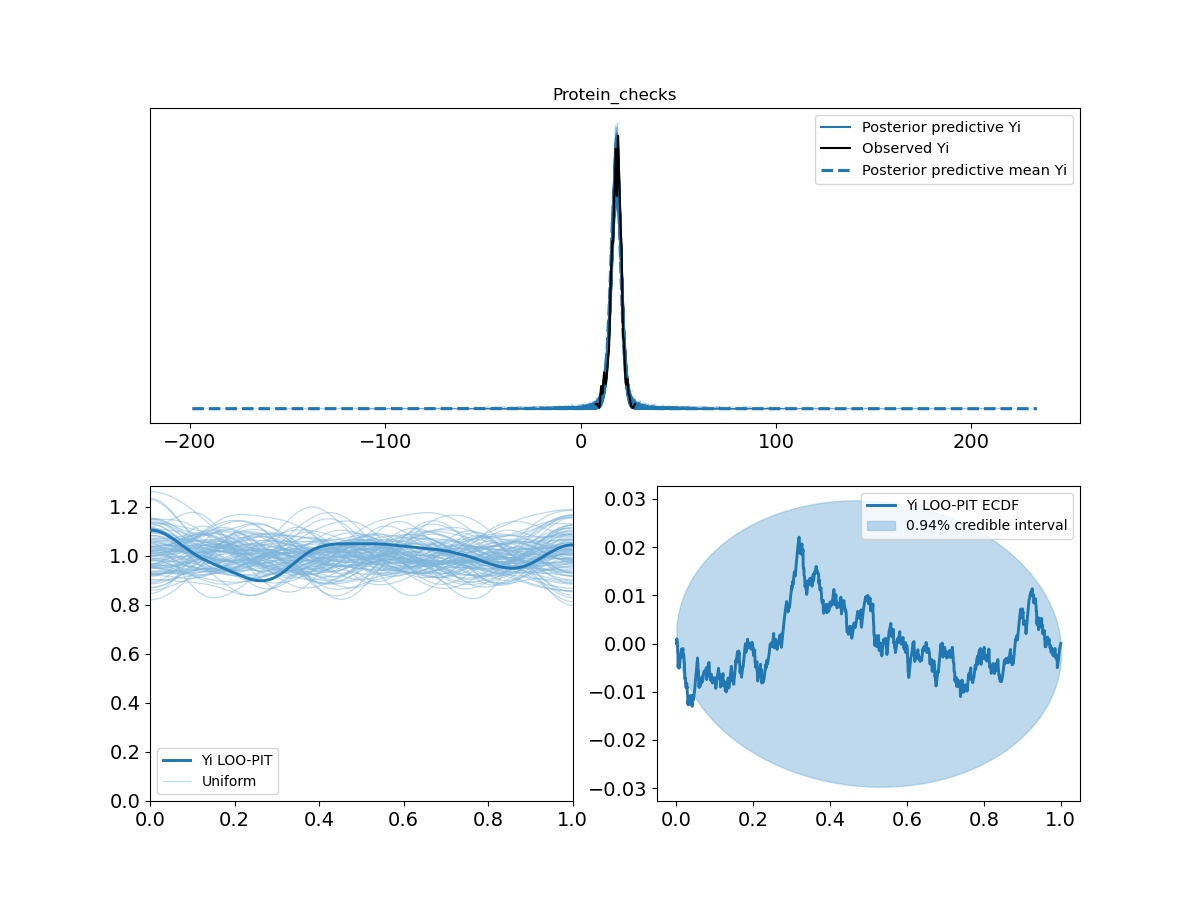 Protein_checks
Posterior predictive Yi
Observed Yi
Posterior predictive mean Yi
−200 −100 0 100 200
1.2
1.0
0.8
0.6
0.4
0.2
0.0
Yi LOO-PIT
Uniform
0.0 0.2 0.4 0.6 0.8 1.0
0.03
0.02
0.01
0.00
−0.01
−0.02
−0.03
Yi LOO-PIT ECDF
0.94% credible interval
0.0 0.2 0.4 0.6 0.8 1.0